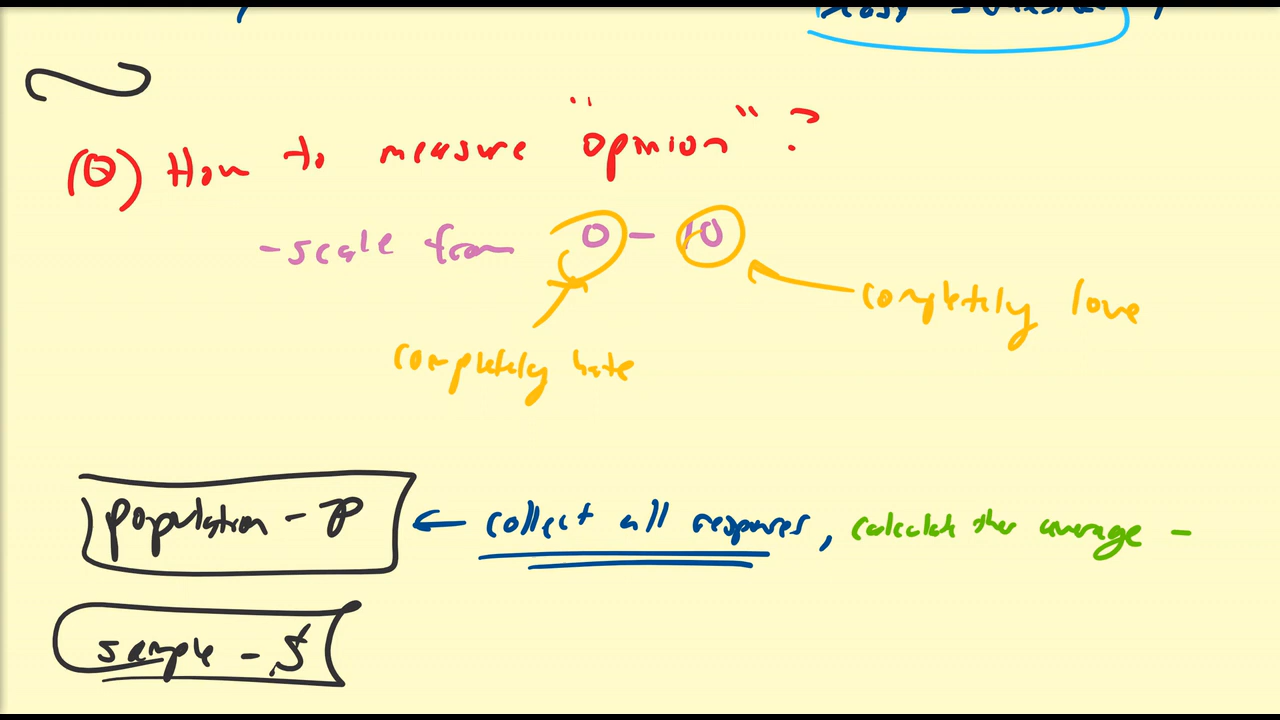 (Q) How to measure "opinion"?
- scale from 0 - 10
completely love
completely hate
population - P ← collect all responses, calculate the average -
sample - S